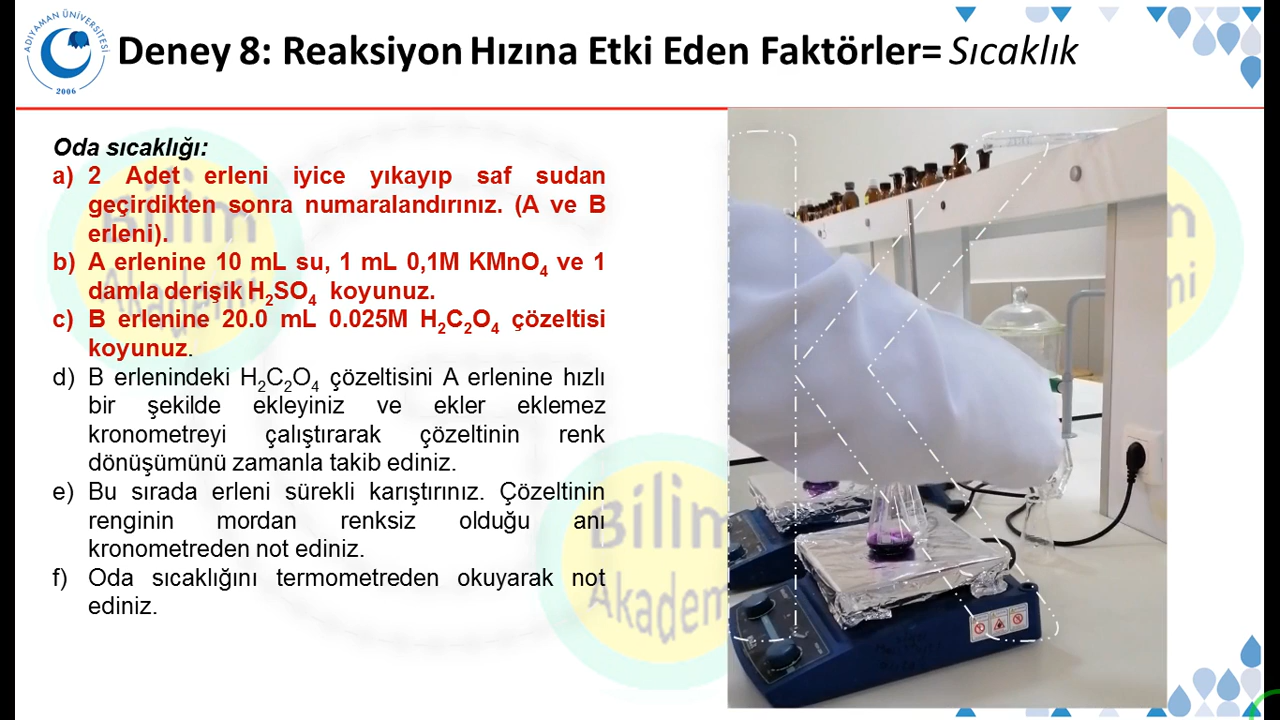 ADIYAMAN ÜNİVERSİTESİ
2006
Deney 8: Reaksiyon Hızına Etki Eden Faktörler= Sıcaklık
Oda sıcaklığı:
a) 2 Adet erleni iyice yıkayıp saf sudan
geçirdikten sonra numaralandırınız. (A ve B
erleni).
b) A erlenine 10 mL su, 1 mL 0,1M KMnO4 ve 1
damla derişik H2SO4 koyunuz.
c) B erlenine 20.0 mL 0.025M H2C2O4 çözeltisi
koyunuz.
d) B erlenindeki H2C2O4 çözeltisini A erlenine hızlı
bir şekilde ekleyiniz ve ekler eklemez
kronometreyi çalıştırarak çözeltinin renk
dönüşümünü zamanla takib ediniz.
e) Bu sırada erleni sürekli karıştırınız. Çözeltinin
renginin mordan renksiz olduğu anı
kronometreden not ediniz.
f) Oda sıcaklığını termometreden okuyarak not
ediniz.
Bilim
Akademi
Bilim
Akademi